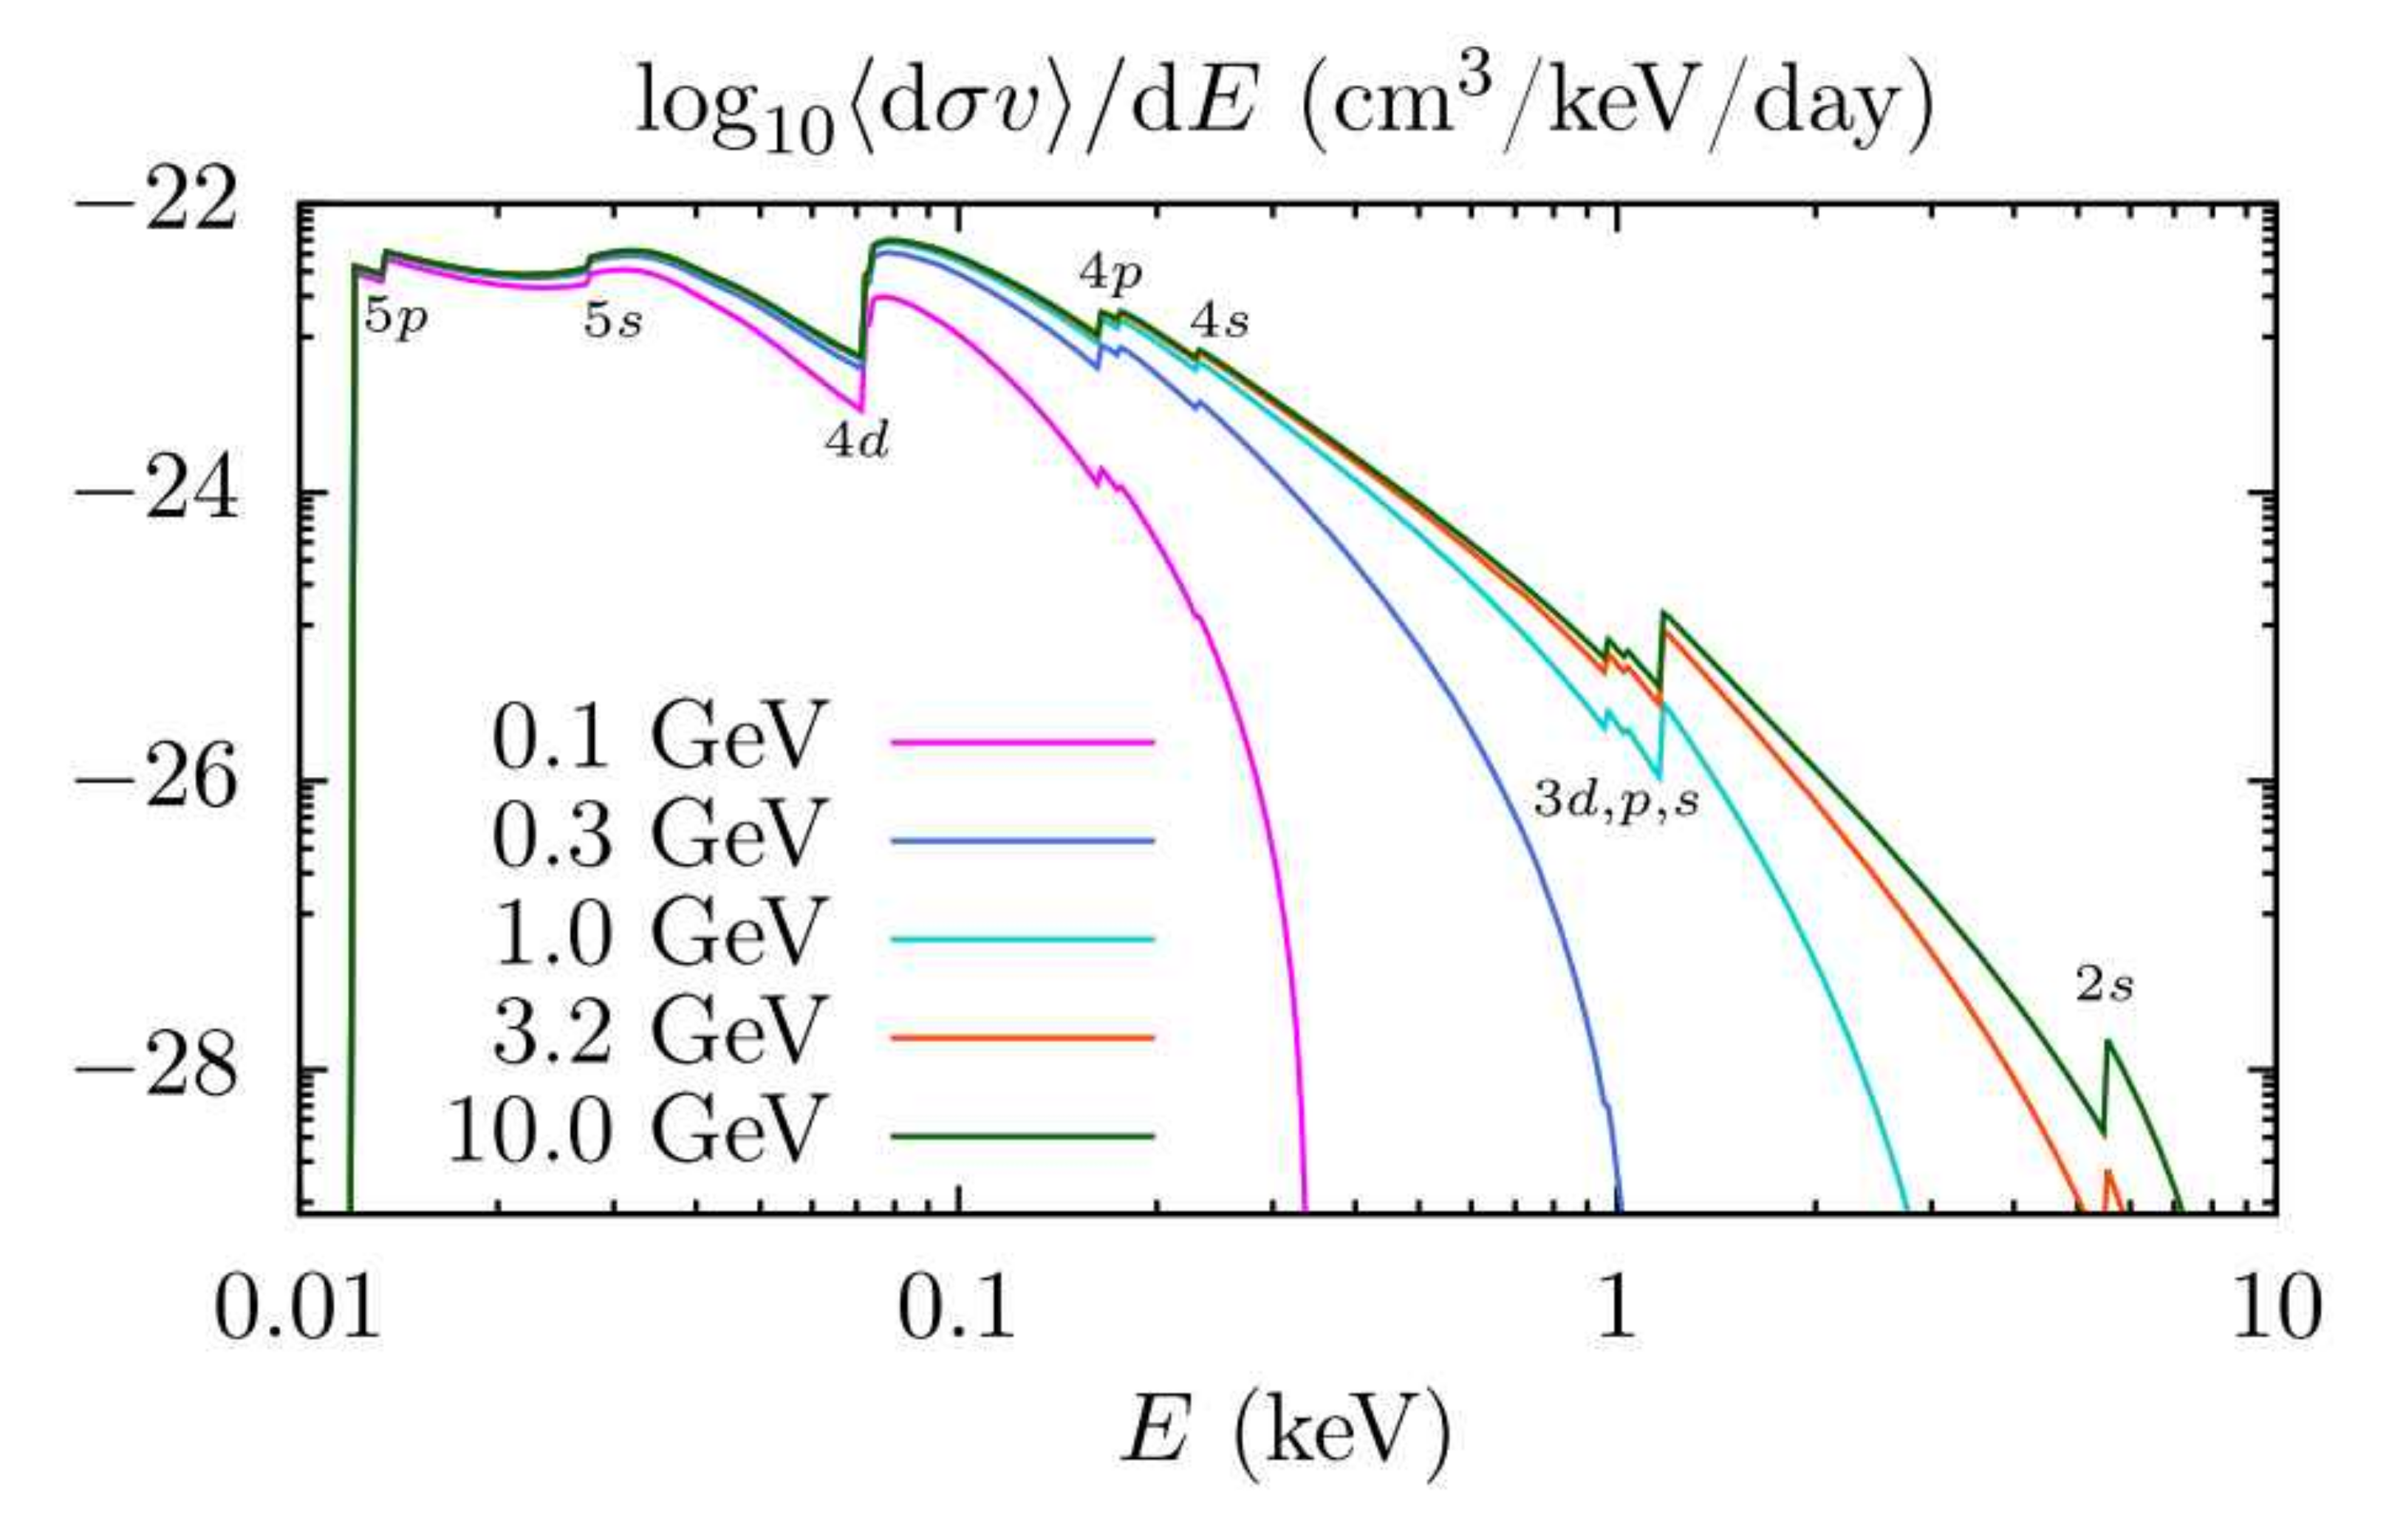 log₁₀⟨dσv⟩/dE (cm³/keV/day)
−22
−24
−26
−28
5p
5s
4d
4p
4s
3d,p,s
2s
0.1 GeV
0.3 GeV
1.0 GeV
3.2 GeV
10.0 GeV
0.01 0.1 1 10
E (keV)